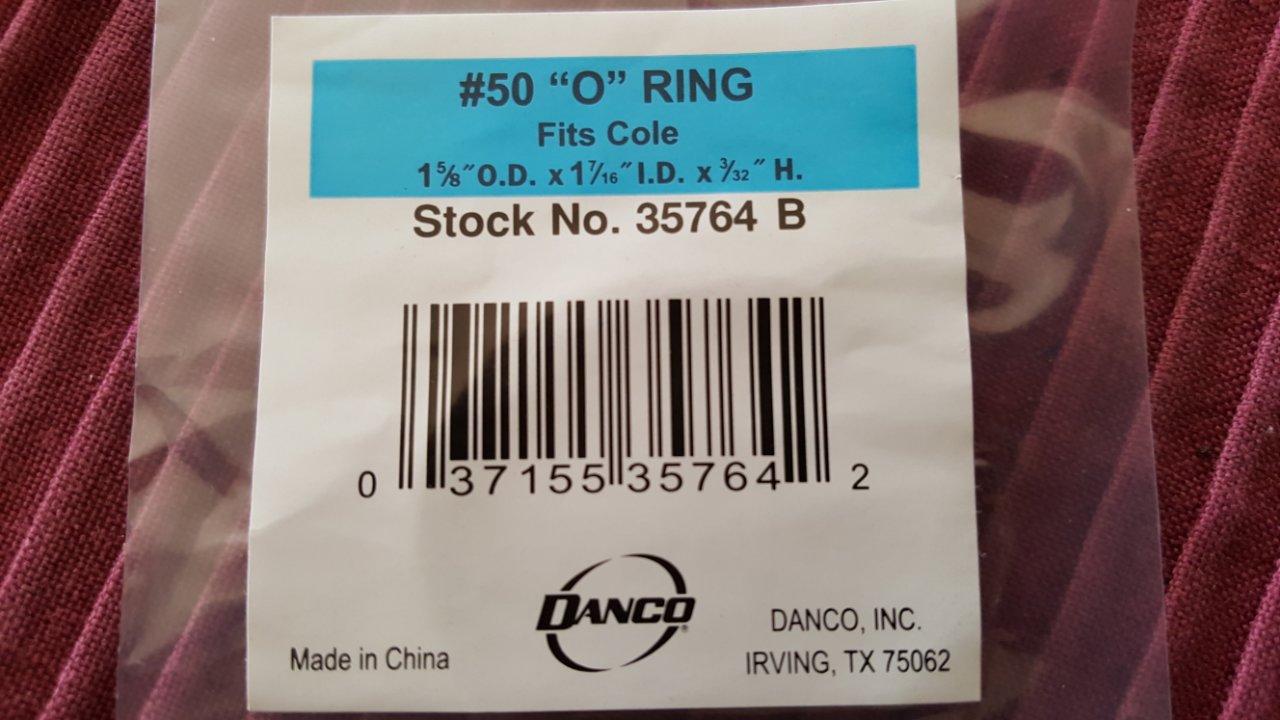 #50 “O” RING
Fits Cole
1⅝″O.D. x 1⁷⁄₁₆″I.D. x ³⁄₃₂″ H.
Stock No. 35764 B
0 37155 35764 2
DANCO®
DANCO, INC.
Made in China
IRVING, TX 75062